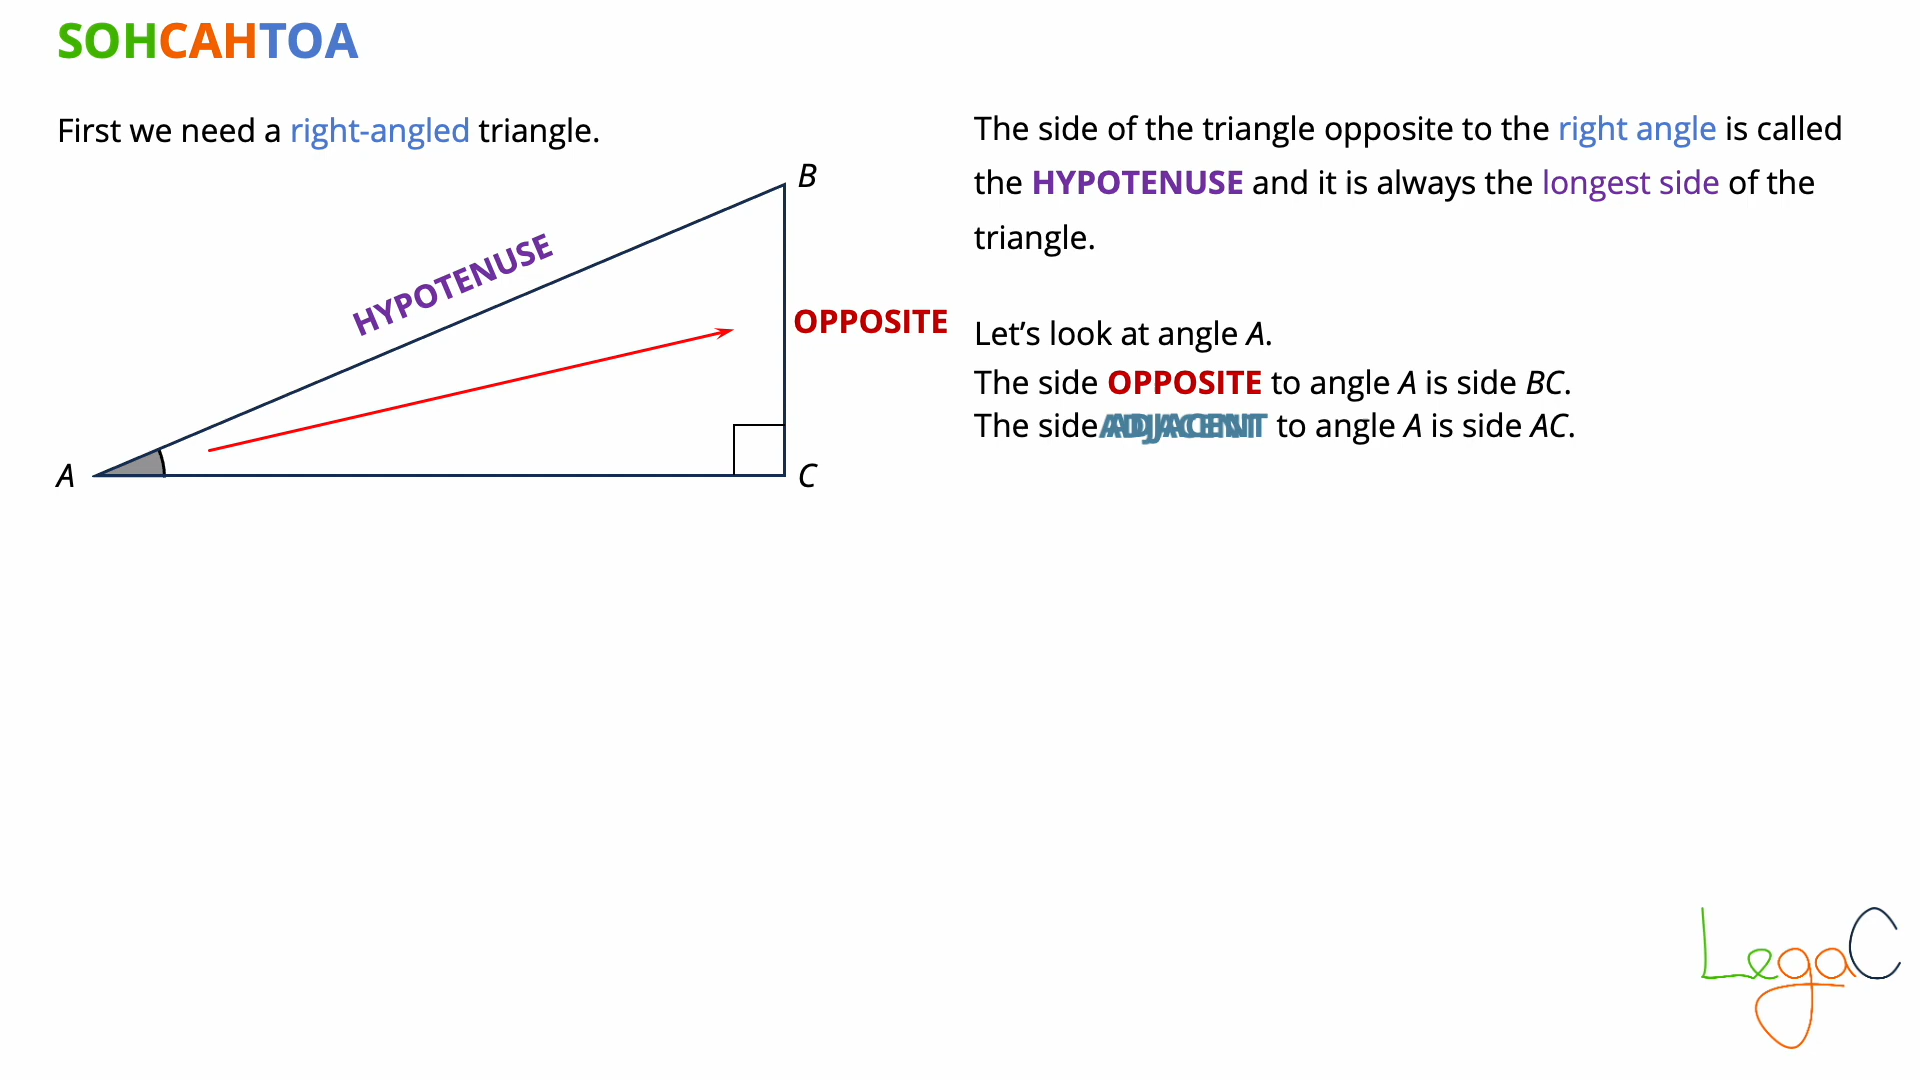 SOHCAHTOA
First we need a right-angled triangle.
B
HYPOTENUSE
OPPOSITE
A
C
The side of the triangle opposite to the right angle is called
the HYPOTENUSE and it is always the longest side of the
triangle.
Let’s look at angle A.
The side OPPOSITE to angle A is side BC.
The side ADJACENT to angle A is side AC.
LegaC